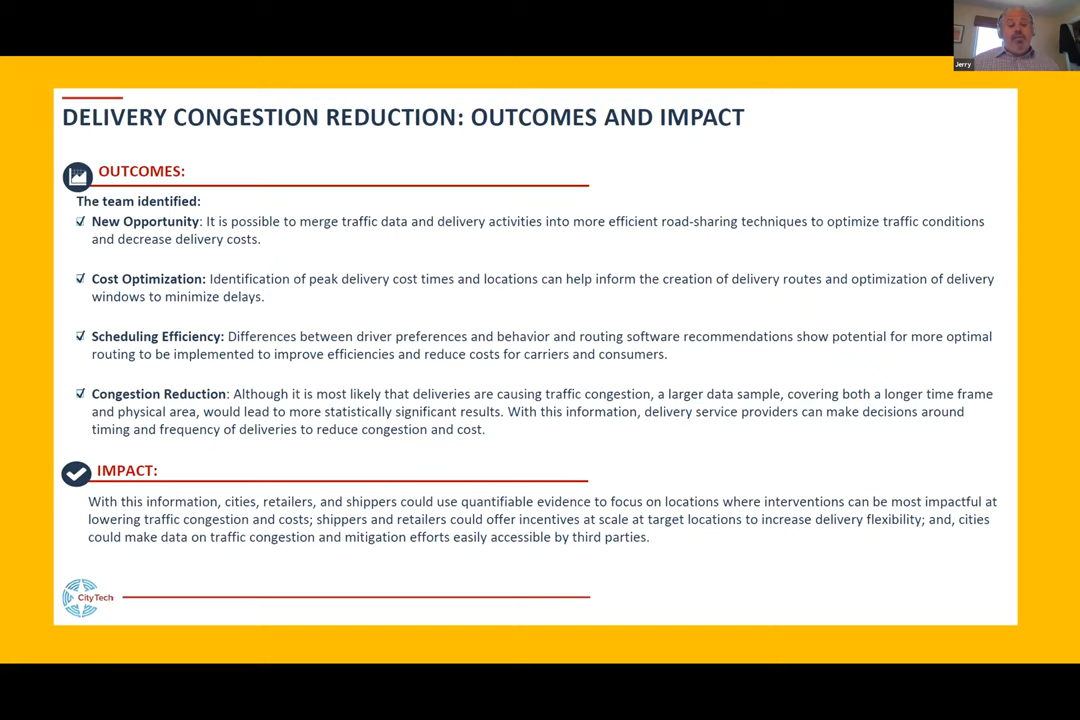 Jerry
DELIVERY CONGESTION REDUCTION: OUTCOMES AND IMPACT
OUTCOMES:
The team identified:
New Opportunity: It is possible to merge traffic data and delivery activities into more efficient road-sharing techniques to optimize traffic conditions
and decrease delivery costs.
Cost Optimization: Identification of peak delivery cost times and locations can help inform the creation of delivery routes and optimization of delivery
windows to minimize delays.
Scheduling Efficiency: Differences between driver preferences and behavior and routing software recommendations show potential for more optimal
routing to be implemented to improve efficiencies and reduce costs for carriers and consumers.
Congestion Reduction: Although it is most likely that deliveries are causing traffic congestion, a larger data sample, covering both a longer time frame
and physical area, would lead to more statistically significant results. With this information, delivery service providers can make decisions around
timing and frequency of deliveries to reduce congestion and cost.
IMPACT:
With this information, cities, retailers, and shippers could use quantifiable evidence to focus on locations where interventions can be most impactful at
lowering traffic congestion and costs; shippers and retailers could offer incentives at scale at target locations to increase delivery flexibility; and, cities
could make data on traffic congestion and mitigation efforts easily accessible by third parties.
CityTech